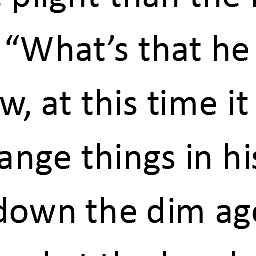 plight than the
“What’s that he
w, at this time it
ange things in his
down the dim age